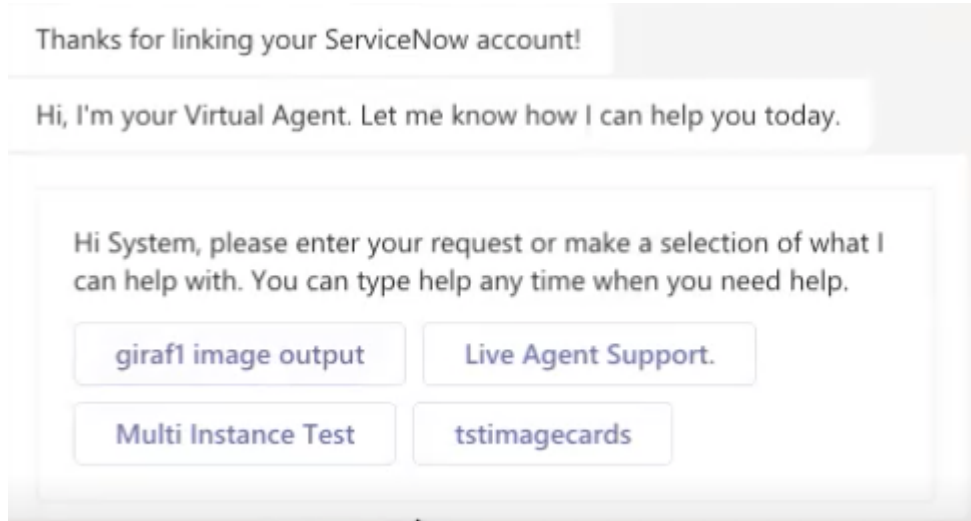 Thanks for linking your ServiceNow account!
Hi, I'm your Virtual Agent. Let me know how I can help you today.
Hi System, please enter your request or make a selection of what I
can help with. You can type help any time when you need help.
giraf1 image output
Live Agent Support.
Multi Instance Test
tstimagecards